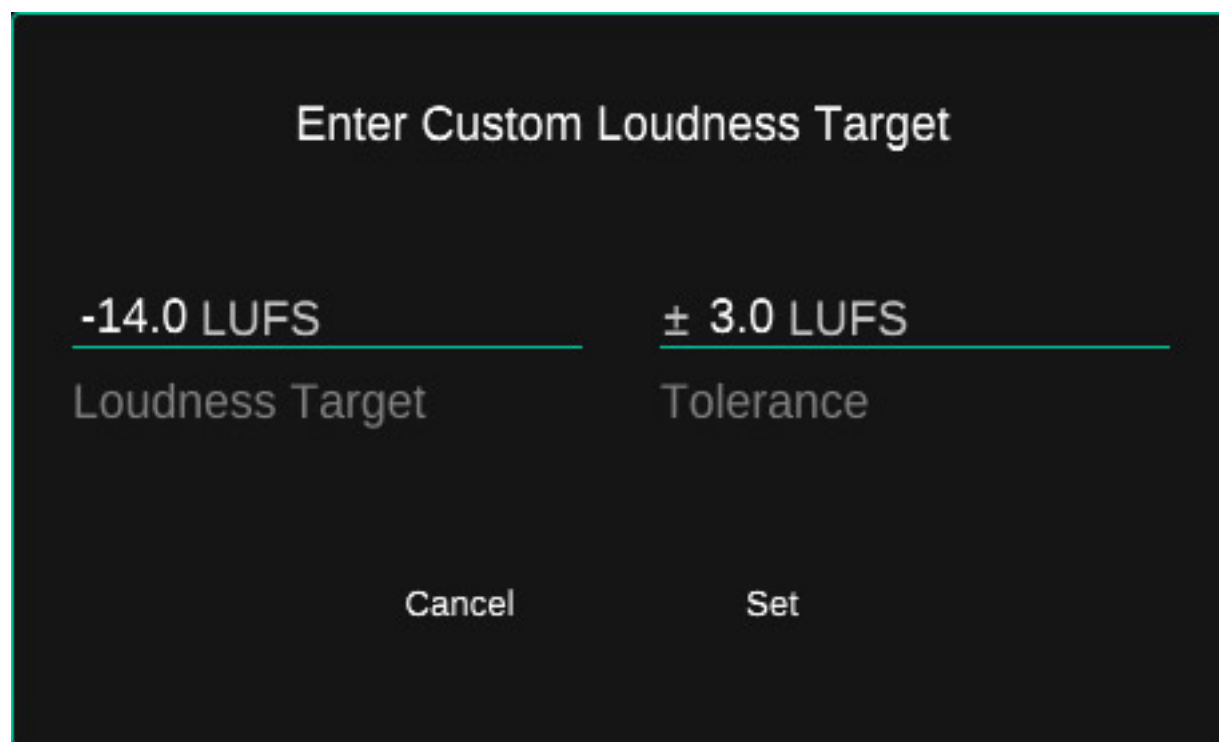 Enter Custom Loudness Target
-14.0 LUFS ± 3.0 LUFS
Loudness Target Tolerance
Cancel Set